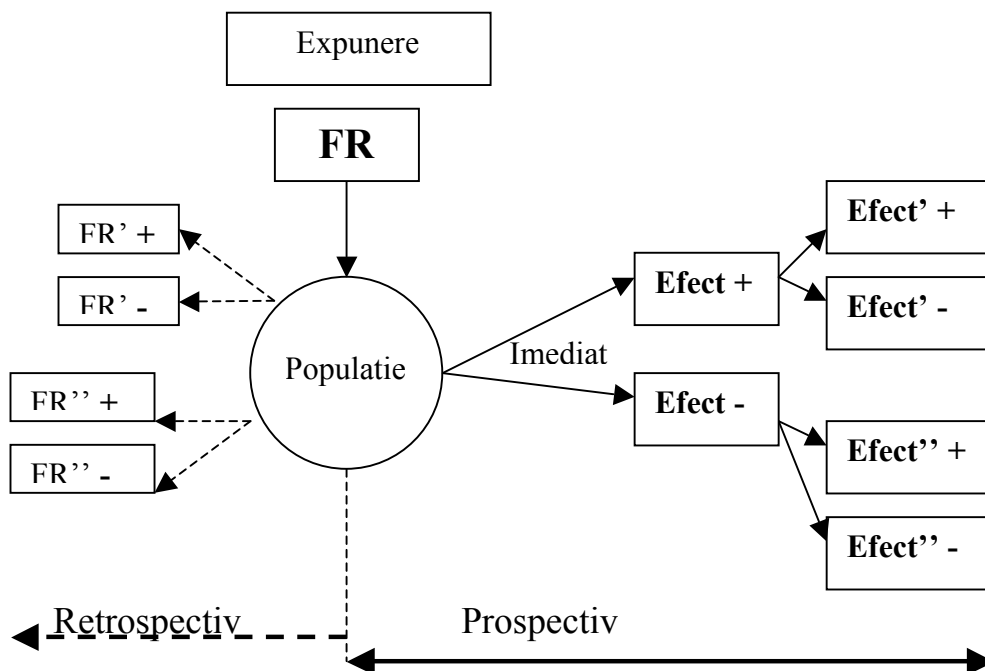 Expunere
FR
FR’ +
FR’ -
FR’’ +
FR’’ -
Populatie
Imediat
Efect +
Efect -
Efect’ +
Efect’ -
Efect’’ +
Efect’’ -
Retrospectiv
Prospectiv